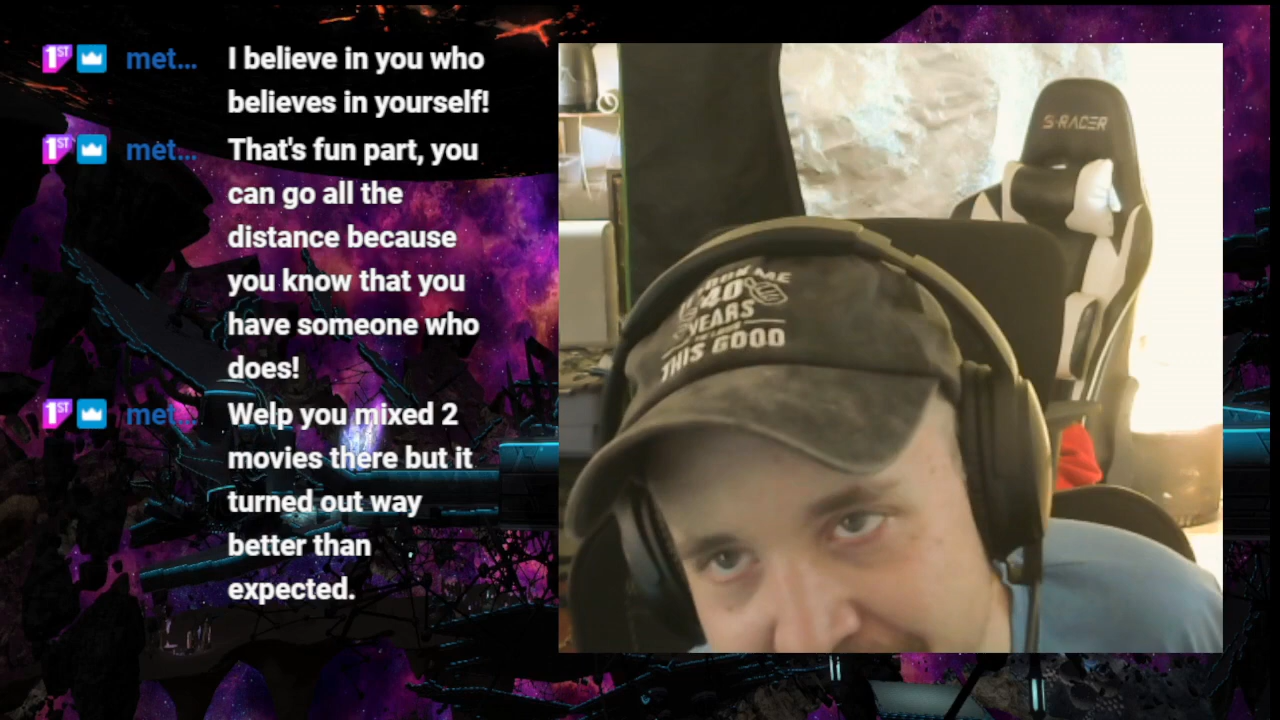 1ST met... I believe in you who
believes in yourself!
1ST met... That's fun part, you
can go all the
distance because
you know that you
have someone who
does!
1ST met... Welp you mixed 2
movies there but it
turned out way
better than
expected.
S-RACER
ME
40
YEARS
THIS GOOD